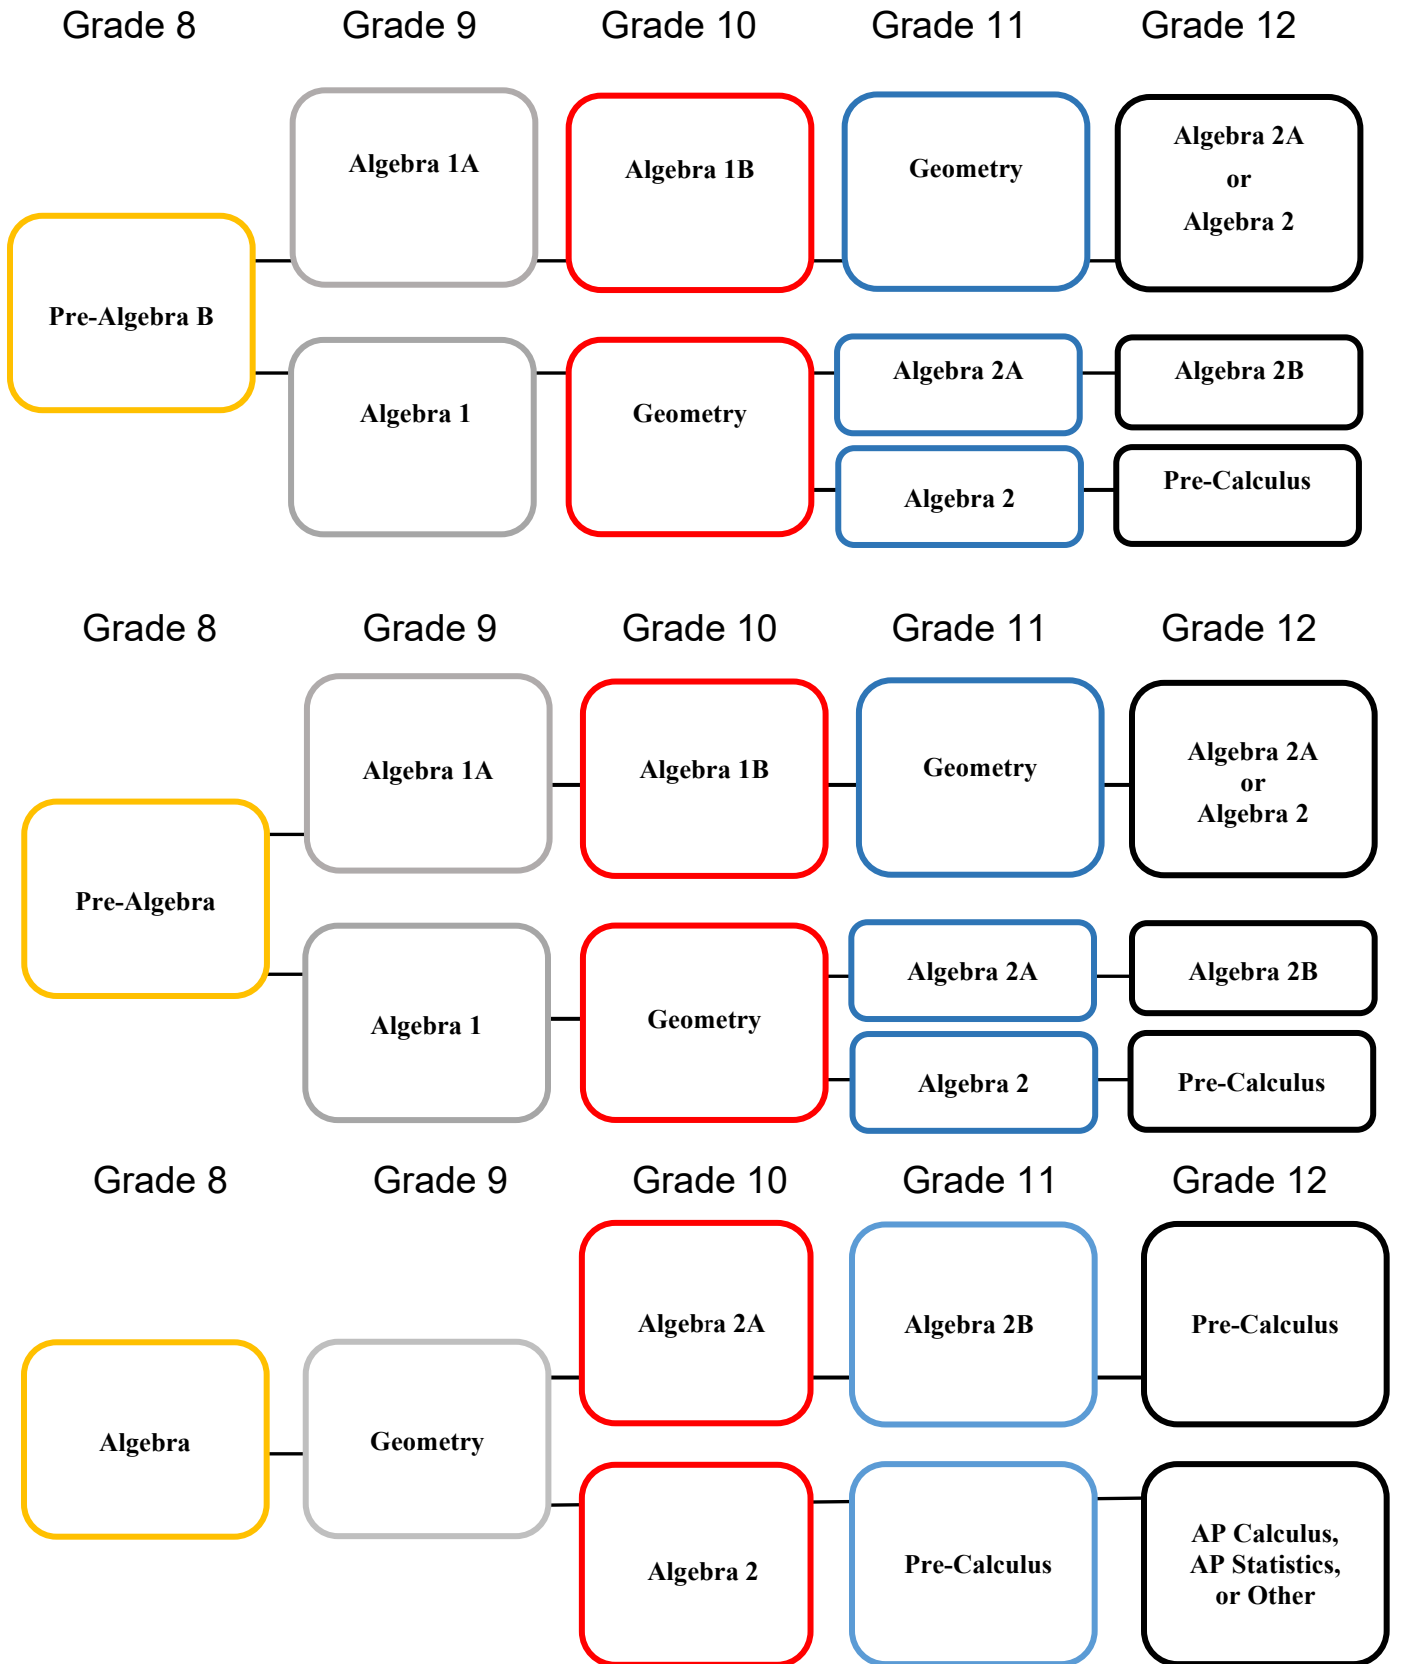 Grade 8
Grade 9
Grade 10
Grade 11
Grade 12
Algebra 1A
Algebra 1B
Geometry
Algebra 2A
or
Algebra 2
Pre-Algebra B
Algebra 1
Geometry
Algebra 2A
Algebra 2B
Algebra 2
Pre-Calculus
Grade 8
Grade 9
Grade 10
Grade 11
Grade 12
Algebra 1A
Algebra 1B
Geometry
Algebra 2A
or
Algebra 2
Pre-Algebra
Algebra 1
Geometry
Algebra 2A
Algebra 2B
Algebra 2
Pre-Calculus
Grade 8
Grade 9
Grade 10
Grade 11
Grade 12
Algebra 2A
Algebra 2B
Pre-Calculus
Algebra
Geometry
Algebra 2
Pre-Calculus
AP Calculus,
AP Statistics,
or Other